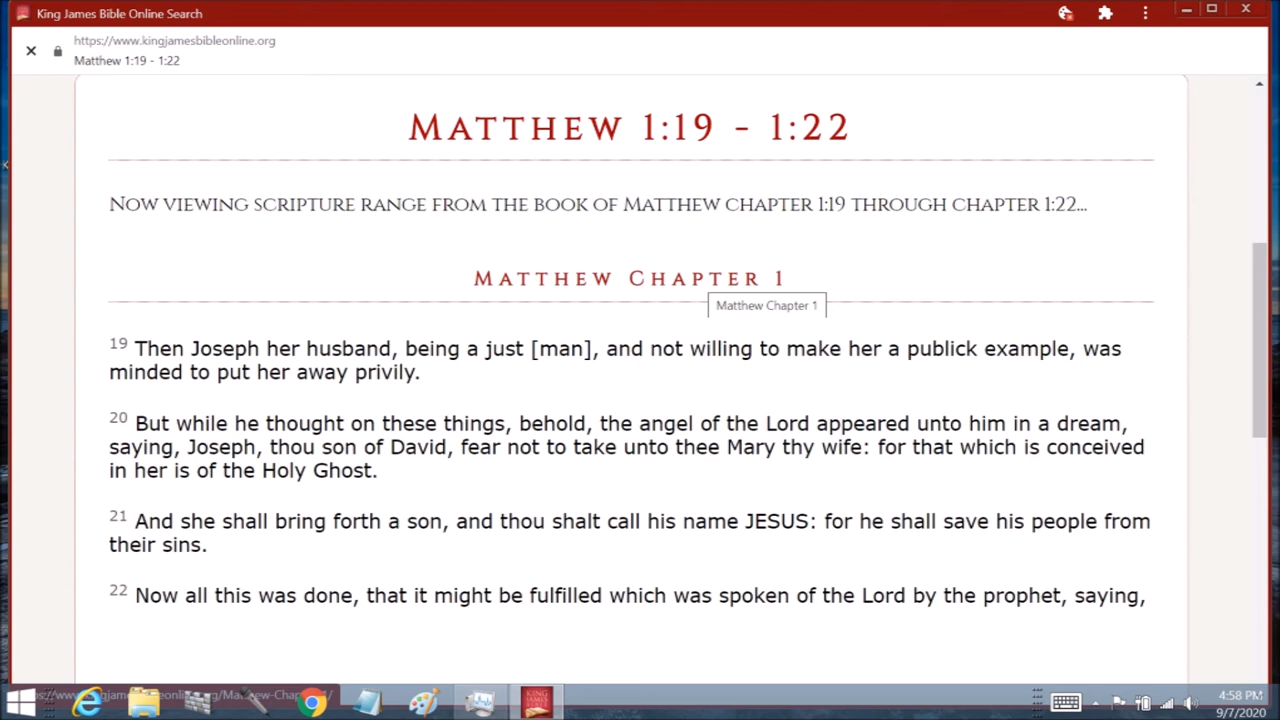 King James Bible Online Search
https://www.kingjamesbibleonline.org
Matthew 1:19 - 1:22
MATTHEW 1:19 - 1:22
NOW VIEWING SCRIPTURE RANGE FROM THE BOOK OF MATTHEW CHAPTER 1:19 THROUGH CHAPTER 1:22...
MATTHEW CHAPTER 1
Matthew Chapter 1
19 Then Joseph her husband, being a just [man], and not willing to make her a publick example, was
minded to put her away privily.
20 But while he thought on these things, behold, the angel of the Lord appeared unto him in a dream,
saying, Joseph, thou son of David, fear not to take unto thee Mary thy wife: for that which is conceived
in her is of the Holy Ghost.
21 And she shall bring forth a son, and thou shalt call his name JESUS: for he shall save his people from
their sins.
22 Now all this was done, that it might be fulfilled which was spoken of the Lord by the prophet, saying,
KING JAMES BIBLE
4:58 PM
9/7/2020